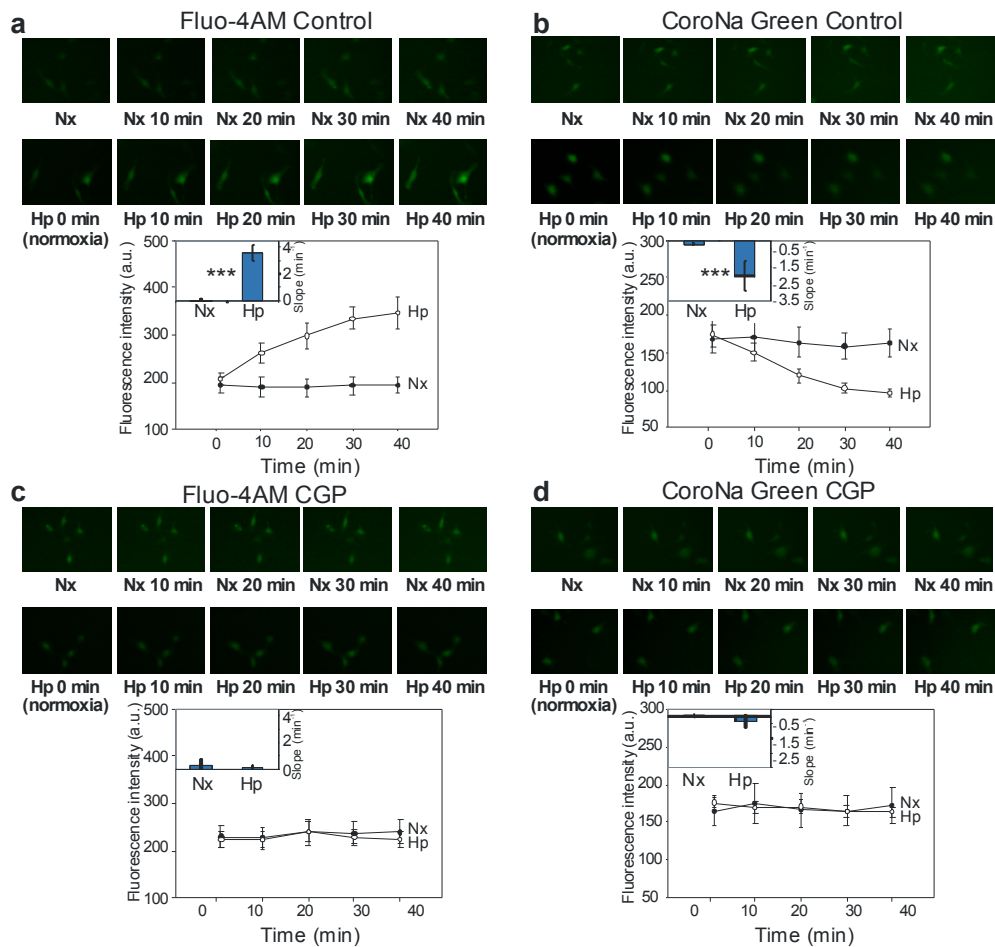 a
Fluo-4AM Control
Nx Nx 10 min Nx 20 min Nx 30 min Nx 40 min
Hp 0 min Hp 10 min Hp 20 min Hp 30 min Hp 40 min
(normoxia)
Fluorescence intensity (a.u.)
500
400
300
200
100
4
2
0
Slope (min⁻¹)
***
Nx Hp
Hp
Nx
0 10 20 30 40
Time (min)
b
CoroNa Green Control
Nx Nx 10 min Nx 20 min Nx 30 min Nx 40 min
Hp 0 min Hp 10 min Hp 20 min Hp 30 min Hp 40 min
(normoxia)
Fluorescence intensity (a.u.)
300
250
200
150
100
50
- 0.5
- 1.5
- 2.5
3.5
Slope (min⁻¹)
***
Nx Hp
Nx
Hp
0 10 20 30 40
Time (min)
c
Fluo-4AM CGP
Nx Nx 10 min Nx 20 min Nx 30 min Nx 40 min
Hp 0 min Hp 10 min Hp 20 min Hp 30 min Hp 40 min
(normoxia)
Fluorescence intensity (a.u.)
500
400
300
200
100
4
2
0
Slope (min⁻¹)
Nx Hp
Nx
Hp
0 10 20 30 40
Time (min)
d
CoroNa Green CGP
Nx Nx 10 min Nx 20 min Nx 30 min Nx 40 min
Hp 0 min Hp 10 min Hp 20 min Hp 30 min Hp 40 min
(normoxia)
Fluorescence intensity (a.u.)
300
250
200
150
100
50
- 0.5
- 1.5
- 2.5
Slope (min⁻¹)
Nx Hp
Nx
Hp
0 10 20 30 40
Time (min)